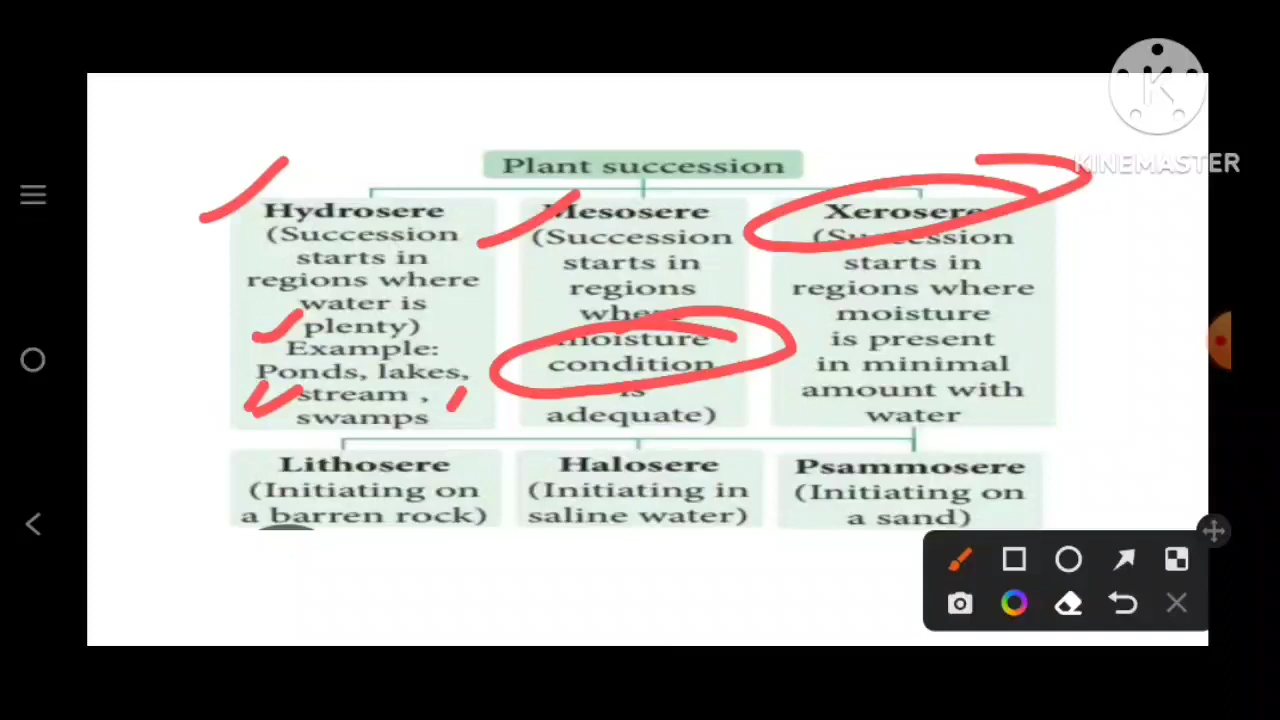 KINEMASTER
Plant succession
Hydrosere
(Succession
starts in
regions where
water is
plenty)
Example:
Ponds, lakes,
stream ,
swamps
Mesosere
(Succession
starts in
regions
where
moisture
condition
is
adequate)
Xerosere
(Succession
starts in
regions where
moisture
is present
in minimal
amount with
water
Lithosere
(Initiating on
a barren rock)
Halosere
(Initiating in
saline water)
Psammosere
(Initiating on
a sand)